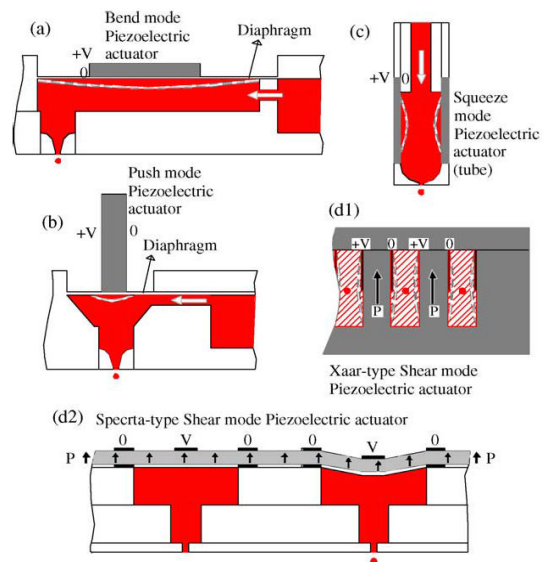 (a)
Bend mode
Piezoelectric
actuator
Diaphragm
+V
0
(c)
+V
0
Squeeze
mode
Piezoelectric
actuator
(tube)
Push mode
Piezoelectric
actuator
(b)
+V
0
Diaphragm
(d1)
+V 0 +V 0
P P
Xaar-type Shear mode
Piezoelectric actuator
(d2) Specrta-type Shear mode Piezoelectric actuator
0 V 0 0 V 0
P P